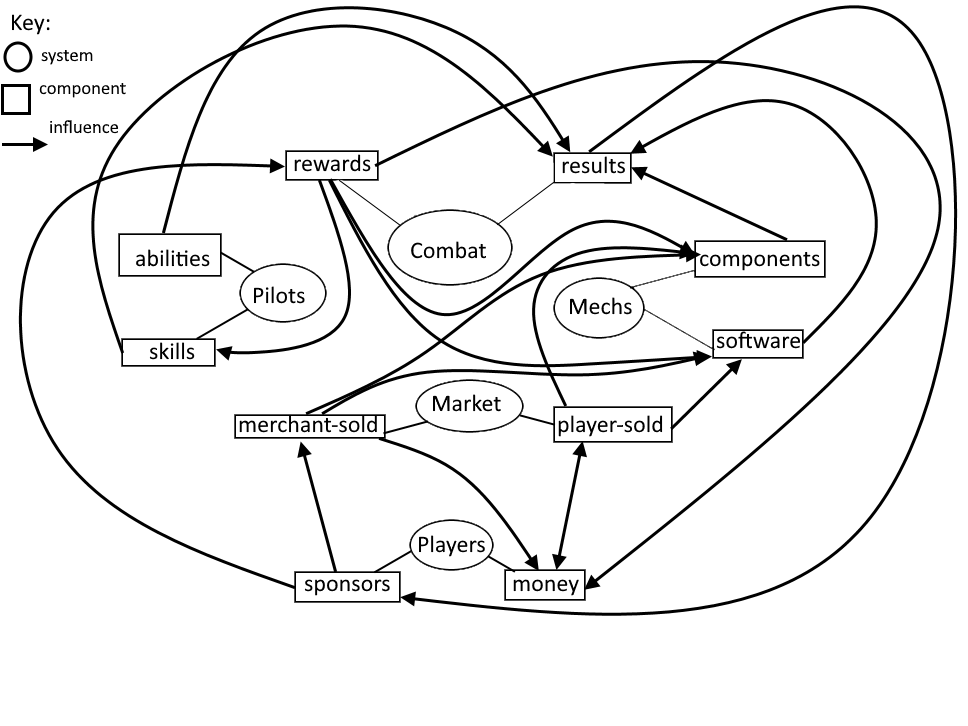 Key:
system
component
influence
rewards
results
abilities
Combat
components
Pilots
Mechs
skills
software
Market
merchant-sold
player-sold
Players
sponsors
money